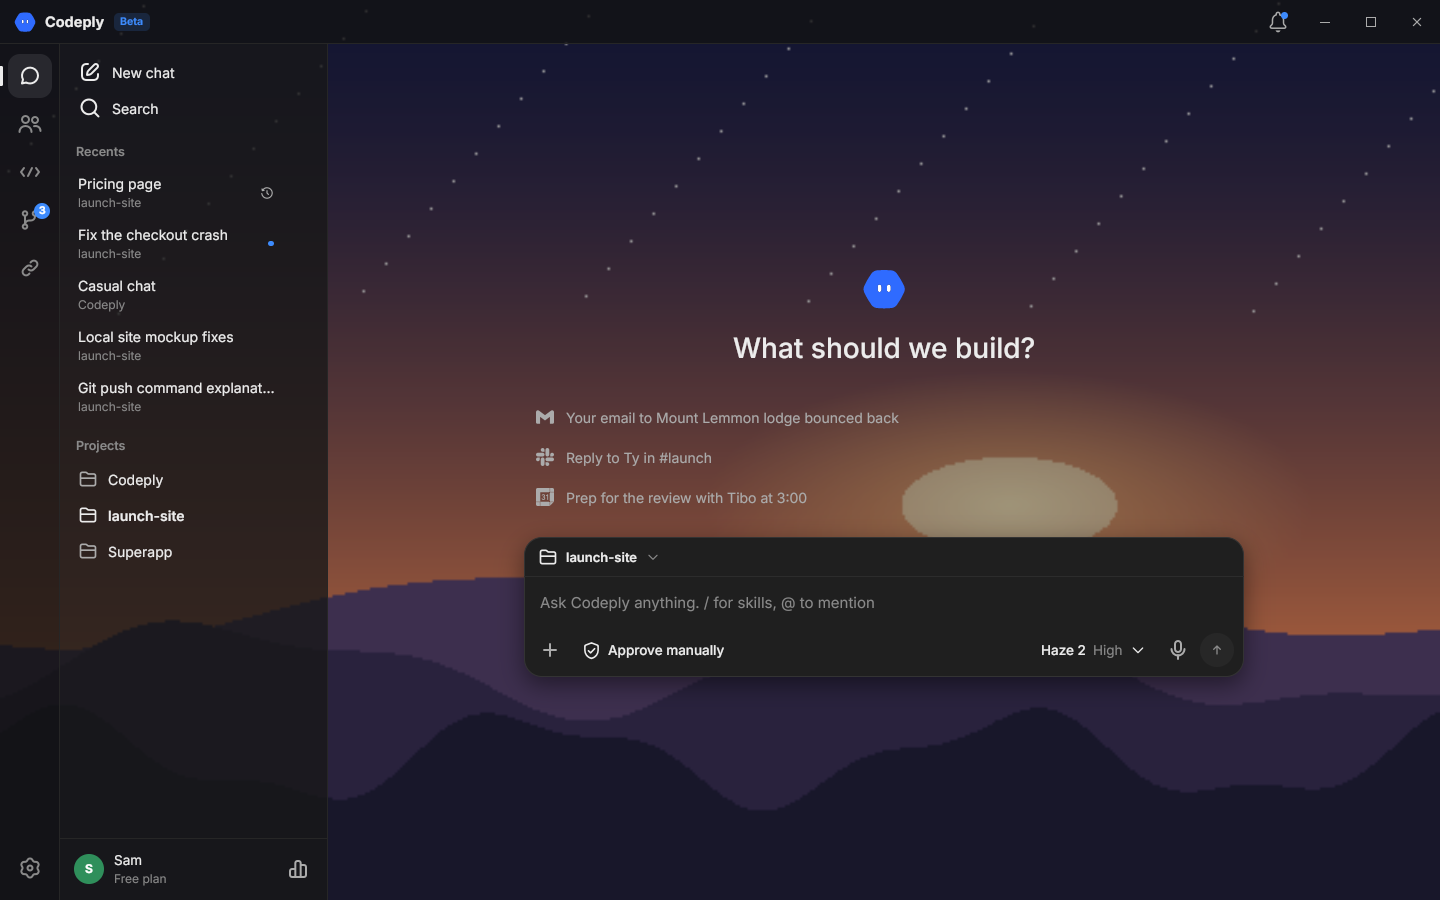 Codeply Beta
New chat
Search
Recents
Pricing page
launch-site
Fix the checkout crash
launch-site
Casual chat
Codeply
Local site mockup fixes
launch-site
Git push command explanat...
launch-site
Projects
Codeply
launch-site
Superapp
3
S
Sam
Free plan
What should we build?
Your email to Mount Lemmon lodge bounced back
Reply to Ty in #launch
31
Prep for the review with Tibo at 3:00
launch-site
Ask Codeply anything. / for skills, @ to mention
Approve manually
Haze 2 High